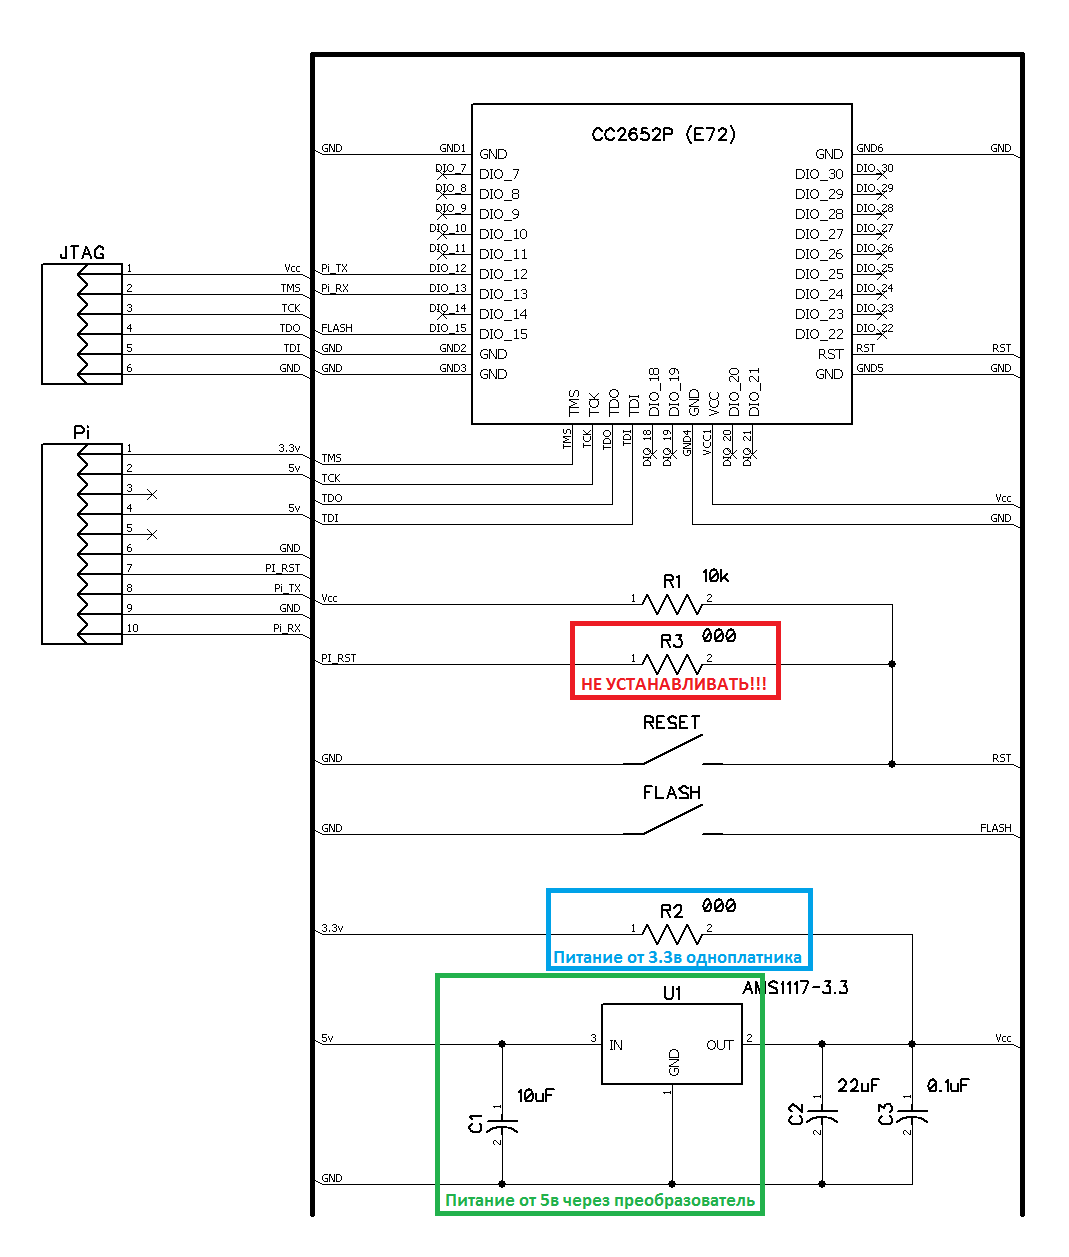 CC2652P (E72)
GND GND1 GND GND GND6 GND
DIO_7 DIO_7 DIO_30 DIO_30
DIO_8 DIO_8 DIO_29 DIO_29
DIO_9 DIO_9 DIO_28 DIO_28
DIO_10 DIO_10 DIO_27 DIO_27
JTAG DIO_11 DIO_11 DIO_26 DIO_26
1 Vcc Pi_TX DIO_12 DIO_12 DIO_25 DIO_25
2 TMS Pi_RX DIO_13 DIO_13 DIO_24 DIO_24
3 TCK DIO_14 DIO_14 DIO_23 DIO_23
4 TDO FLASH DIO_15 DIO_15 DIO_22 DIO_22
5 TDI GND GND2 GND RST RST RST
6 GND GND GND3 GND GND GND5 GND
TMS TCK TDO TDI DIO_18 DIO_19 GND VCC DIO_20 DIO_21
TMS TCK TDO TDI DIO_18 DIO_19 GND4 VCC1 DIO_20 DIO_21
Pi
1 3.3v
TMS
2 5v
TCK
3
TDO Vcc
4 5v
TDI GND
5
6 GND
7 PI_RST
8 Pi_TX
9 GND
10 Pi_RX
R1 10k
Vcc 1 2
R3 000
PI_RST 1 2
НЕ УСТАНАВЛИВАТЬ!!!
RESET
GND RST
FLASH
GND FLASH
R2 000
3.3v 1 2
Питание от 3.3в одноплатника
U1 AMS1117-3.3
5v 3 IN OUT 2 Vcc
GND
1
10uF 22uF 0.1uF
C1 1 2
C2 1 2
C3 1 2
GND
Питание от 5в через преобразователь